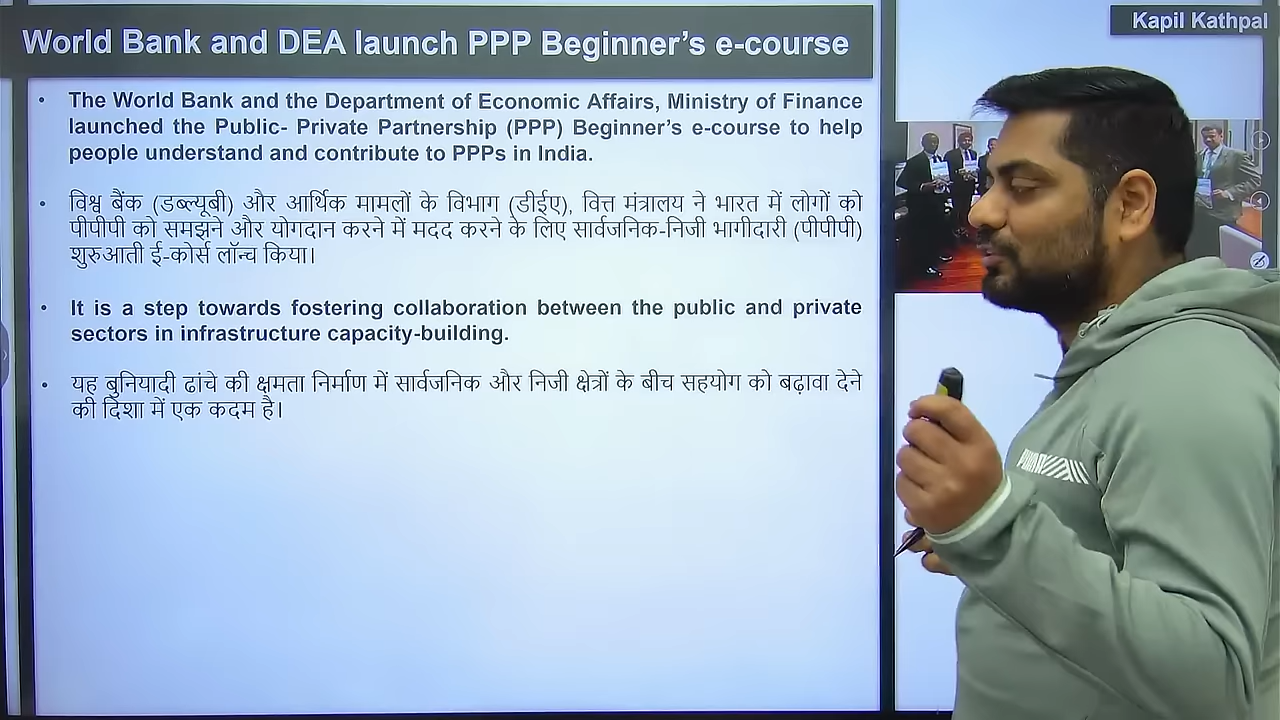 World Bank and DEA launch PPP Beginner's e-course
Kapil Kathpal
• The World Bank and the Department of Economic Affairs, Ministry of Finance
launched the Public- Private Partnership (PPP) Beginner's e-course to help
people understand and contribute to PPPs in India.
• विश्व बैंक (डब्ल्यूबी) और आर्थिक मामलों के विभाग (डीईए), वित्त मंत्रालय ने भारत में लोगों को
पीपीपी को समझने और योगदान करने में मदद करने के लिए सार्वजनिक-निजी भागीदारी (पीपीपी)
शुरुआती ई-कोर्स लॉन्च किया।
• It is a step towards fostering collaboration between the public and private
sectors in infrastructure capacity-building.
• यह बुनियादी ढांचे की क्षमता निर्माण में सार्वजनिक और निजी क्षेत्रों के बीच सहयोग को बढ़ावा देने
की दिशा में एक कदम है।
PUMA